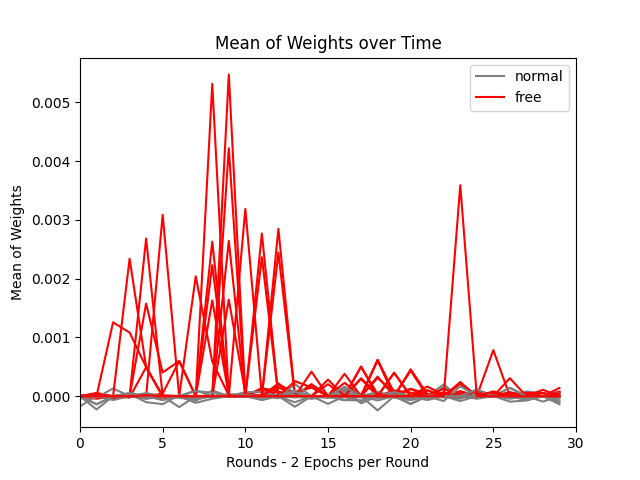 Mean of Weights over Time
normal
free
Mean of Weights
0.005
0.004
0.003
0.002
0.001
0.000
0 5 10 15 20 25 30
Rounds - 2 Epochs per Round